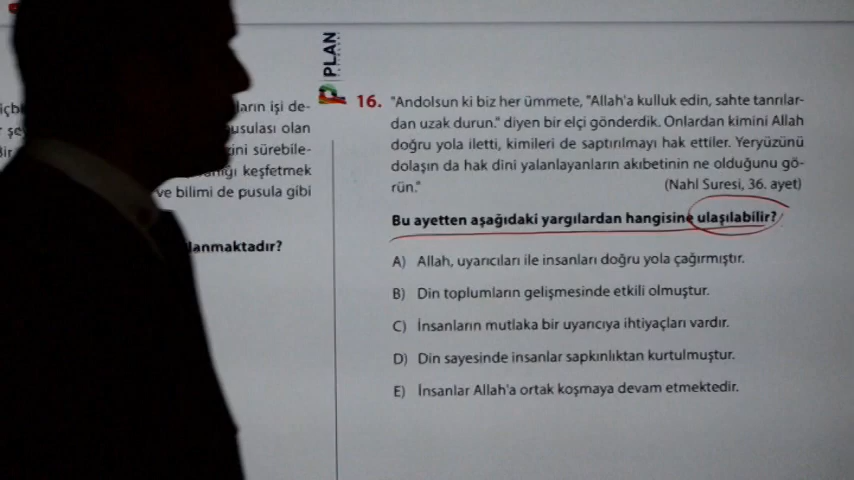 PLAN
ların işi de-
pusulası olan
zini sürebile-
keşfetmek
ve bilimi de pusula gibi
lanmaktadır?
16. "Andolsun ki biz her ümmete, "Allah'a kulluk edin, sahte tanrılar-
dan uzak durun." diyen bir elçi gönderdik. Onlardan kimini Allah
doğru yola iletti, kimileri de saptırılmayı hak ettiler. Yeryüzünü
dolaşın da hak dini yalanlayanların akıbetinin ne olduğunu gö-
rün." (Nahl Suresi, 36. ayet)
Bu ayetten aşağıdaki yargılardan hangisine ulaşılabilir?
A) Allah, uyarıcıları ile insanları doğru yola çağırmıştır.
B) Din toplumların gelişmesinde etkili olmuştur.
C) İnsanların mutlaka bir uyarıcıya ihtiyaçları vardır.
D) Din sayesinde insanlar sapkınlıktan kurtulmuştur.
E) İnsanlar Allah'a ortak koşmaya devam etmektedir.